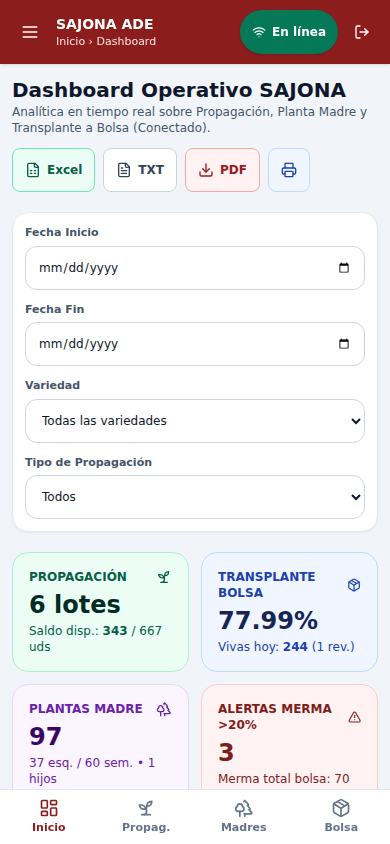 SAJONA ADE
Inicio › Dashboard
En línea
Dashboard Operativo SAJONA
Analítica en tiempo real sobre Propagación, Planta Madre y
Transplante a Bolsa (Conectado).
Excel
TXT
PDF
Fecha Inicio
mm/dd/yyyy
Fecha Fin
mm/dd/yyyy
Variedad
Todas las variedades
Tipo de Propagación
Todos
PROPAGACIÓN
6 lotes
Saldo disp.: 343 / 667
uds
TRANSPLANTE
BOLSA
77.99%
Vivas hoy: 244 (1 rev.)
PLANTAS MADRE
97
37 esq. / 60 sem. • 1
hijos
ALERTAS MERMA
>20%
3
Merma total bolsa: 70
Inicio
Propag.
Madres
Bolsa